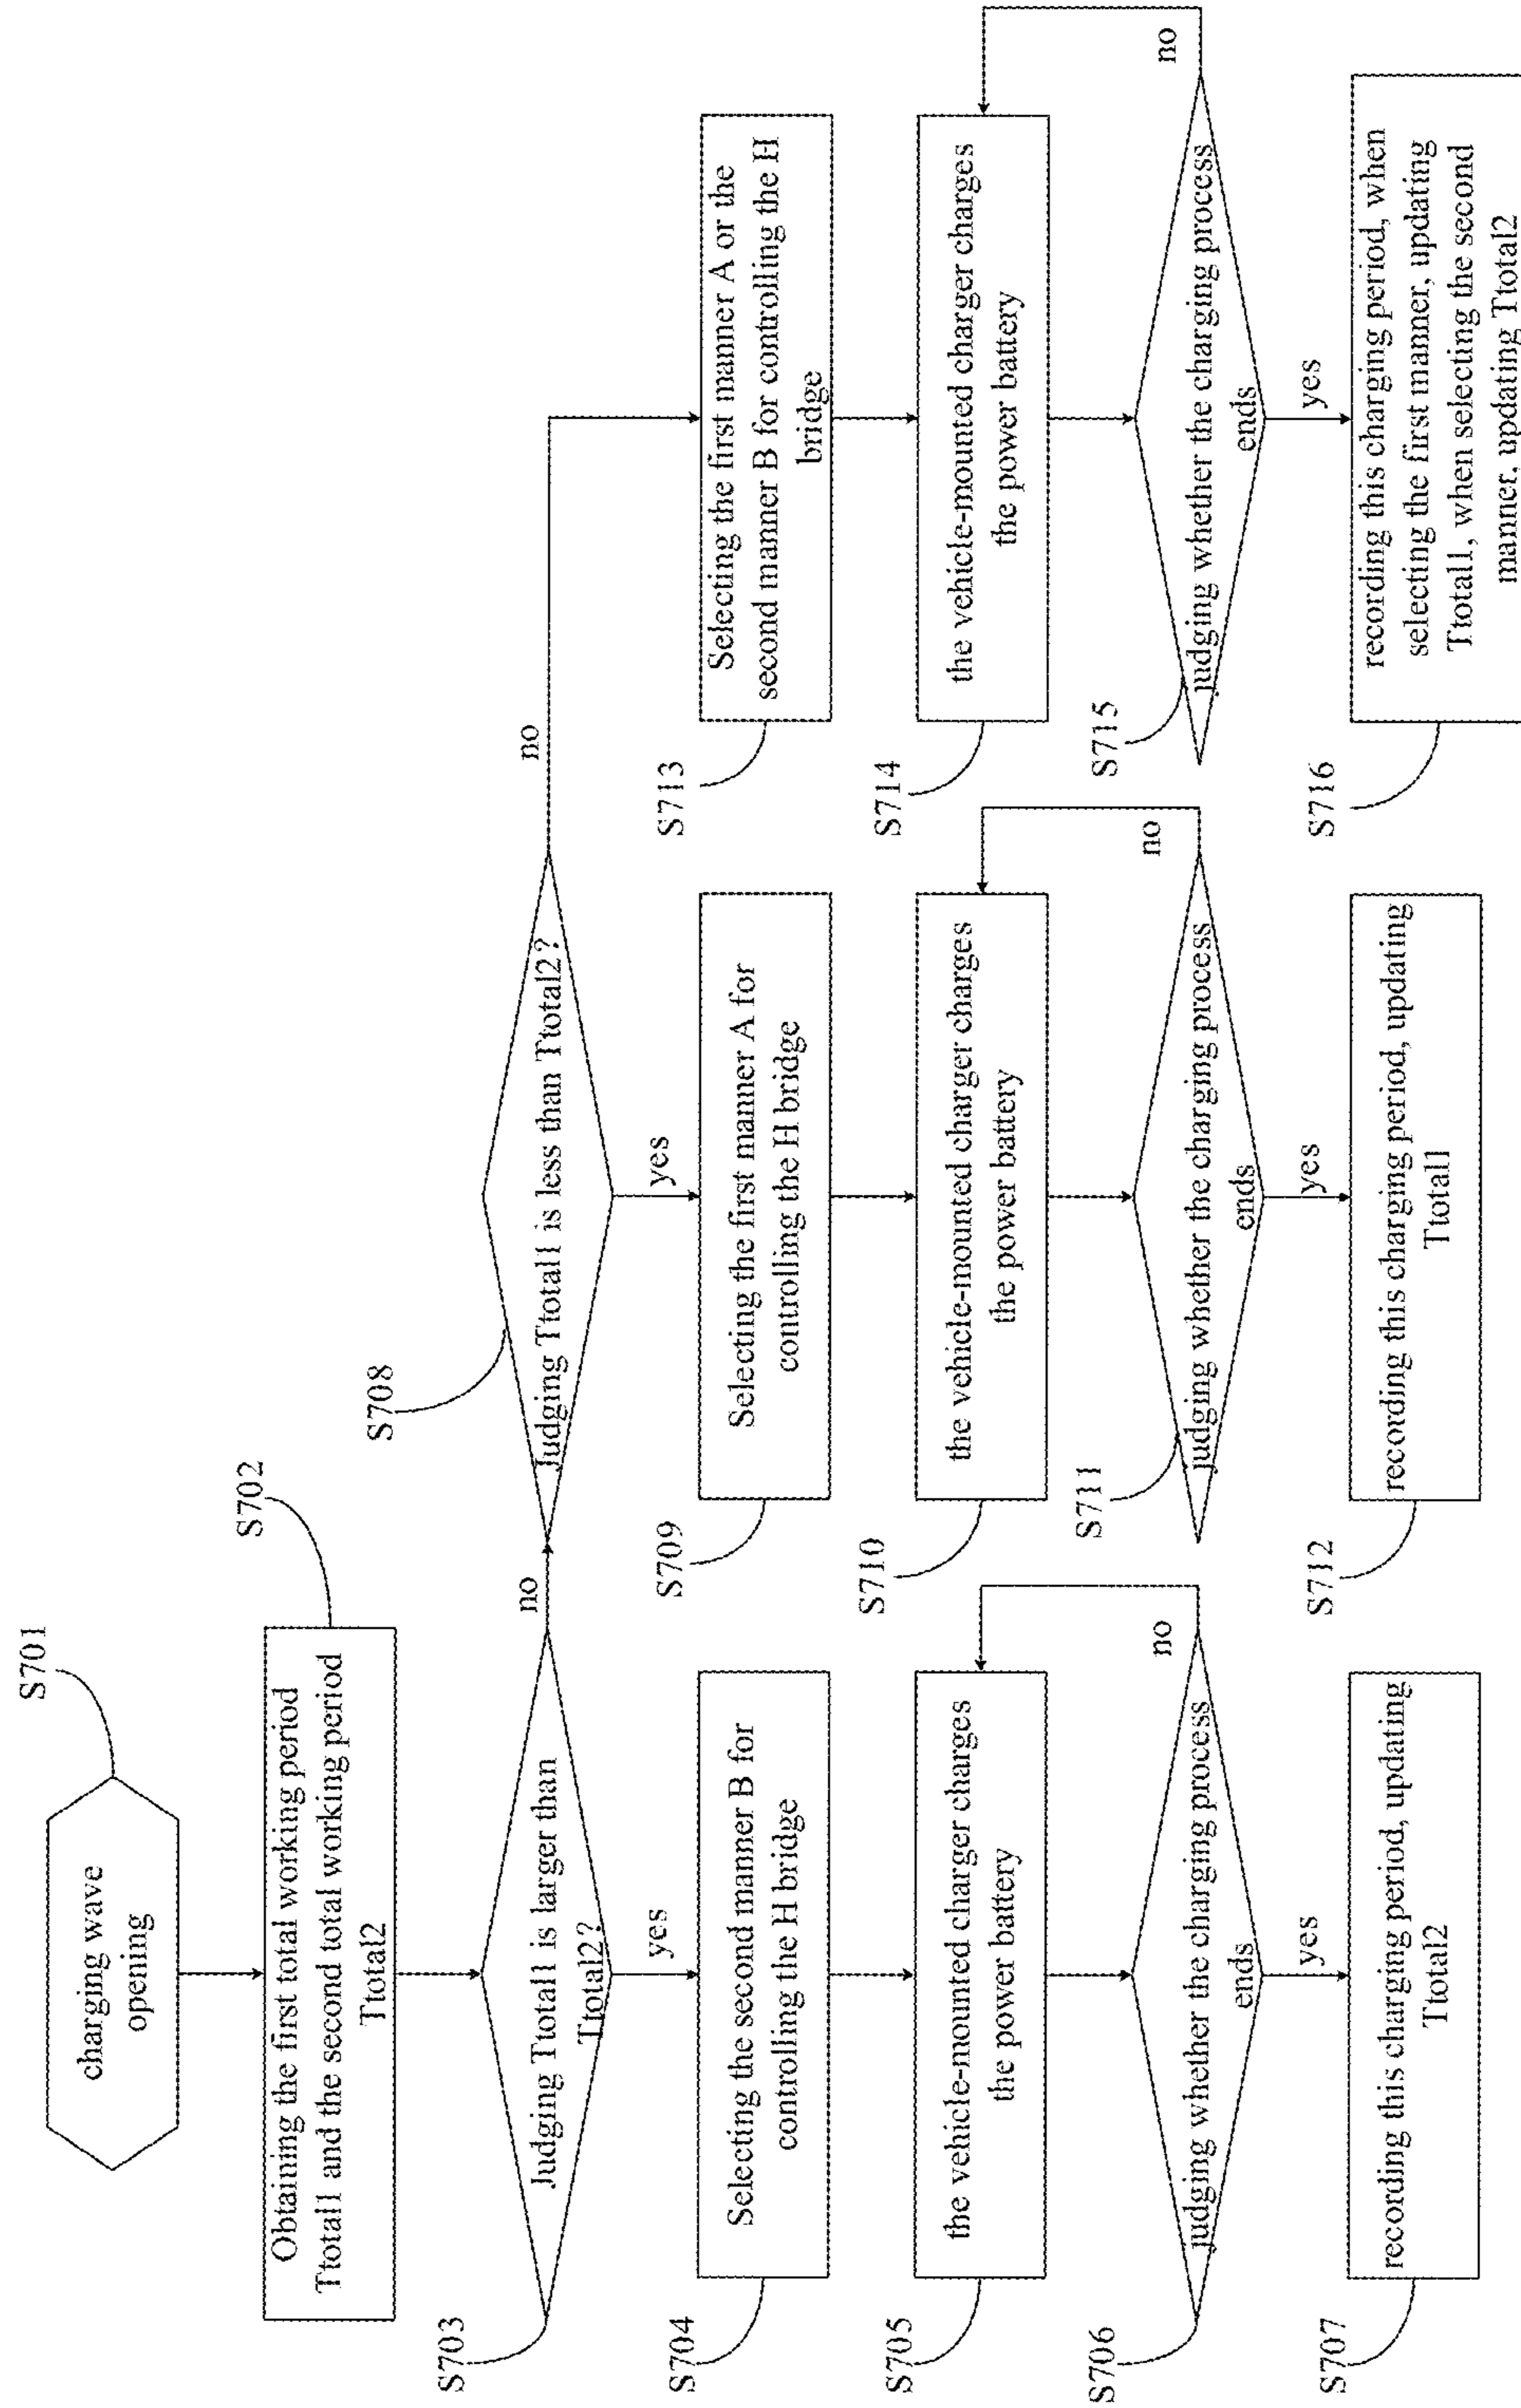 S701
charging wave
opening
S702
Obtaining the first total working period
Ttotal1 and the second total working period
Ttotal2
S703
Judging Ttotal1 is larger than
Ttotal2?
no
yes
S704
Selecting the second manner B for
controlling the H bridge
S705
the vehicle-mounted charger charges
the power battery
S706
judging whether the charging process
ends
no
yes
S707
recording this charging period, updating
Ttotal2
S708
Judging Ttotal1 is less than Ttotal2?
no
yes
S709
Selecting the first manner A for
controlling the H bridge
S710
the vehicle-mounted charger charges
the power battery
S711
judging whether the charging process
ends
no
yes
S712
recording this charging period, updating
Ttotal1
S713
Selecting the first manner A or the
second manner B for controlling the H
bridge
S714
the vehicle-mounted charger charges
the power battery
S715
judging whether the charging process
ends
no
yes
S716
recording this charging period, when
selecting the first manner, updating
Ttotal1, when selecting the second
manner, updating Ttotal2